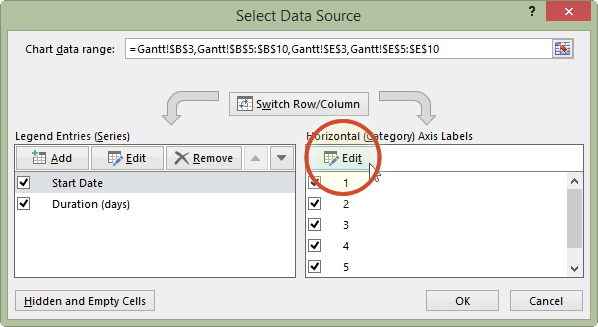 Select Data Source
?
Chart data range: =Gantt!$B$3,Gantt!$B$5:$B$10,Gantt!$E$3,Gantt!$E$5:$E$10
Switch Row/Column
Legend Entries (Series)
Horizontal (Category) Axis Labels
Add Edit Remove
Edit
Start Date
Duration (days)
1
2
3
4
5
Hidden and Empty Cells
OK Cancel